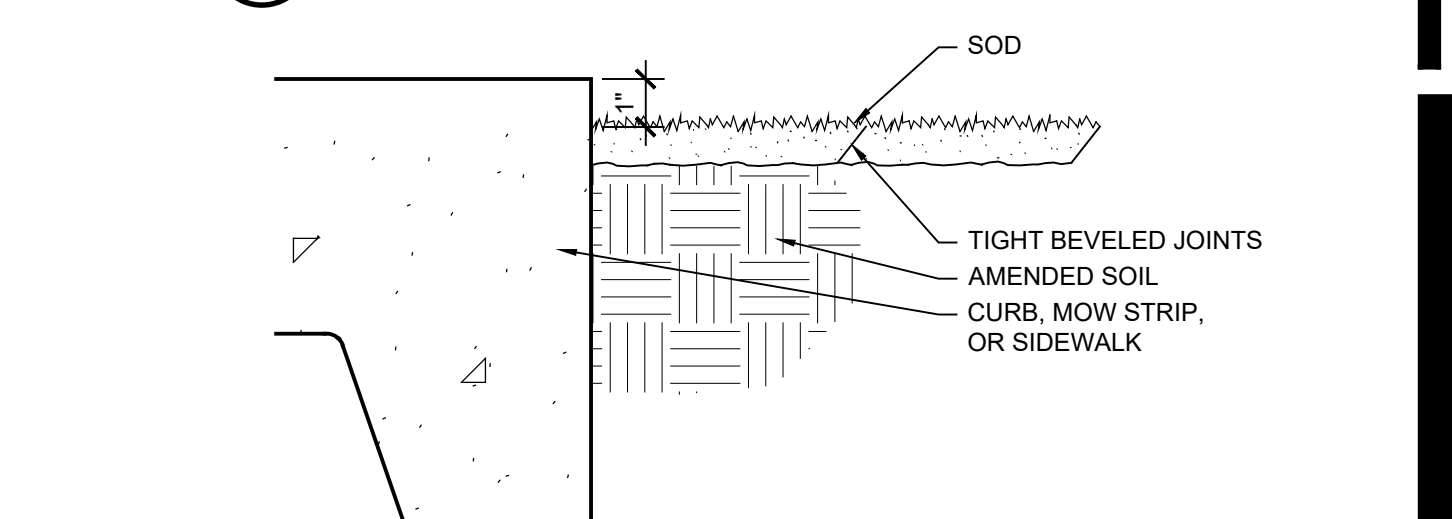 SOD
1"
TIGHT BEVELED JOINTS
AMENDED SOIL
CURB, MOW STRIP,
OR SIDEWALK